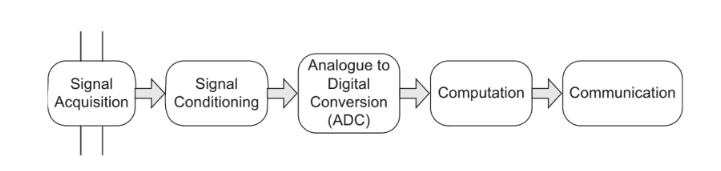 Signal
Acquisition
Signal
Conditioning
Analogue to
Digital
Conversion
(ADC)
Computation
Communication